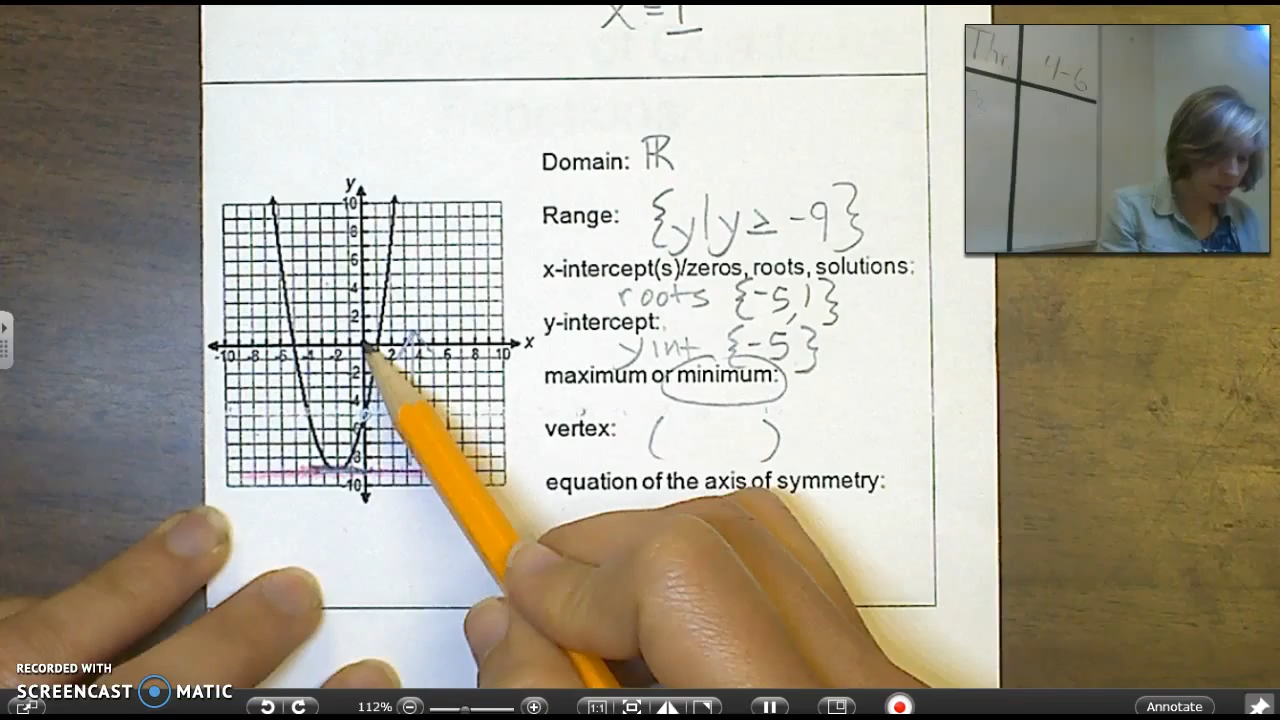 x = 1
Thr 4-6
Domain: ℝ
Range: {y|y ≥ -9}
x-intercept(s)/zeros, roots, solutions:
roots {-5,1}
y-intercept:
y int {-5}
maximum or minimum:
vertex: ( )
equation of the axis of symmetry:
y
10
8
6
4
2
-10 -8 -6 -4 -2 2 4 6 8 10 x
2
4
6
8
-10
RECORDED WITH
SCREENCAST MATIC
112%
1:1
Annotate